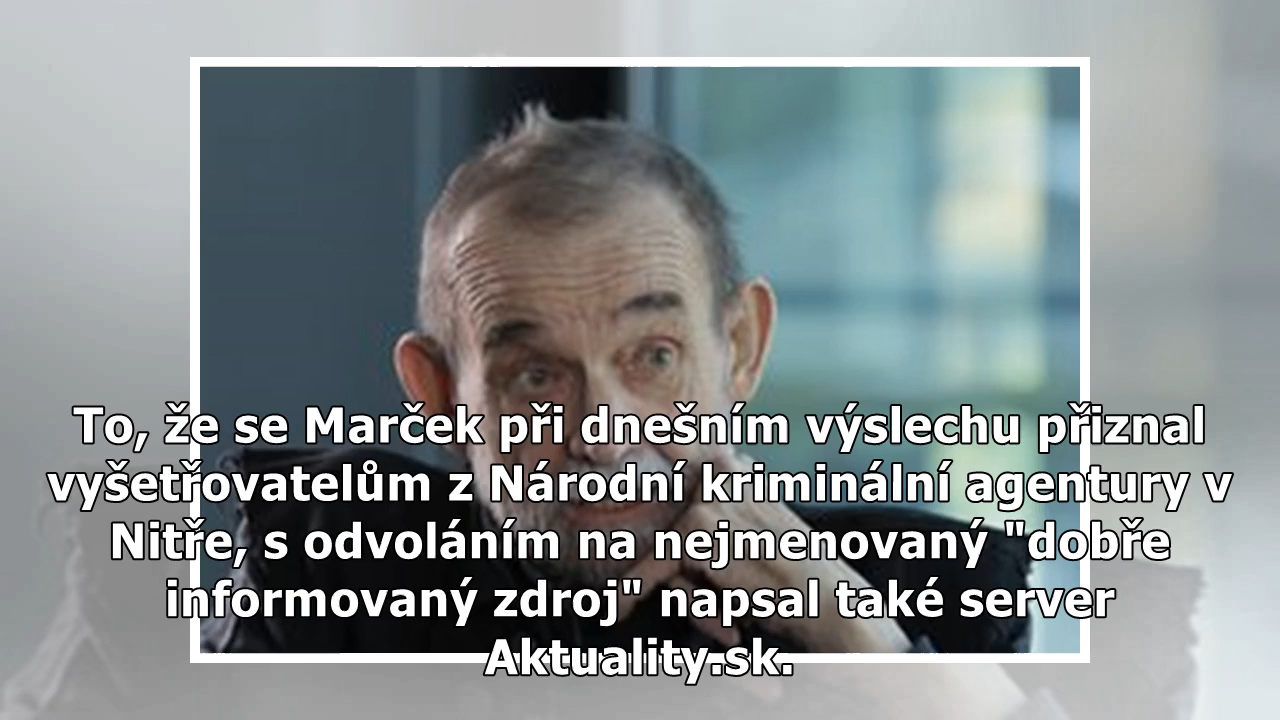 To, že se Marček při dnešním výslechu přiznal
vyšetřovatelům z Národní kriminální agentury v
Nitře, s odvoláním na nejmenovaný "dobře
informovaný zdroj" napsal také server
Aktuality.sk.